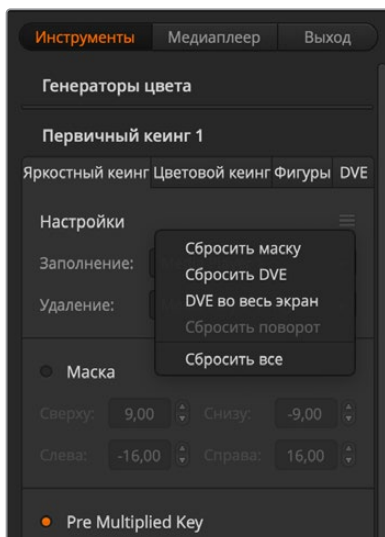 Инструменты Медиаплеер Выход
Генераторы цвета
Первичный кеинг 1
Яркостный кеинг Цветовой кеинг Фигуры DVE
Настройки
Сбросить маску
Заполнение:
Сбросить DVE
DVE во весь экран
Удаление:
Сбросить поворот
Сбросить все
Маска
Сверху: 9,00 Снизу: -9,00
Слева: -16,00 Справа: 16,00
Pre Multiplied Key